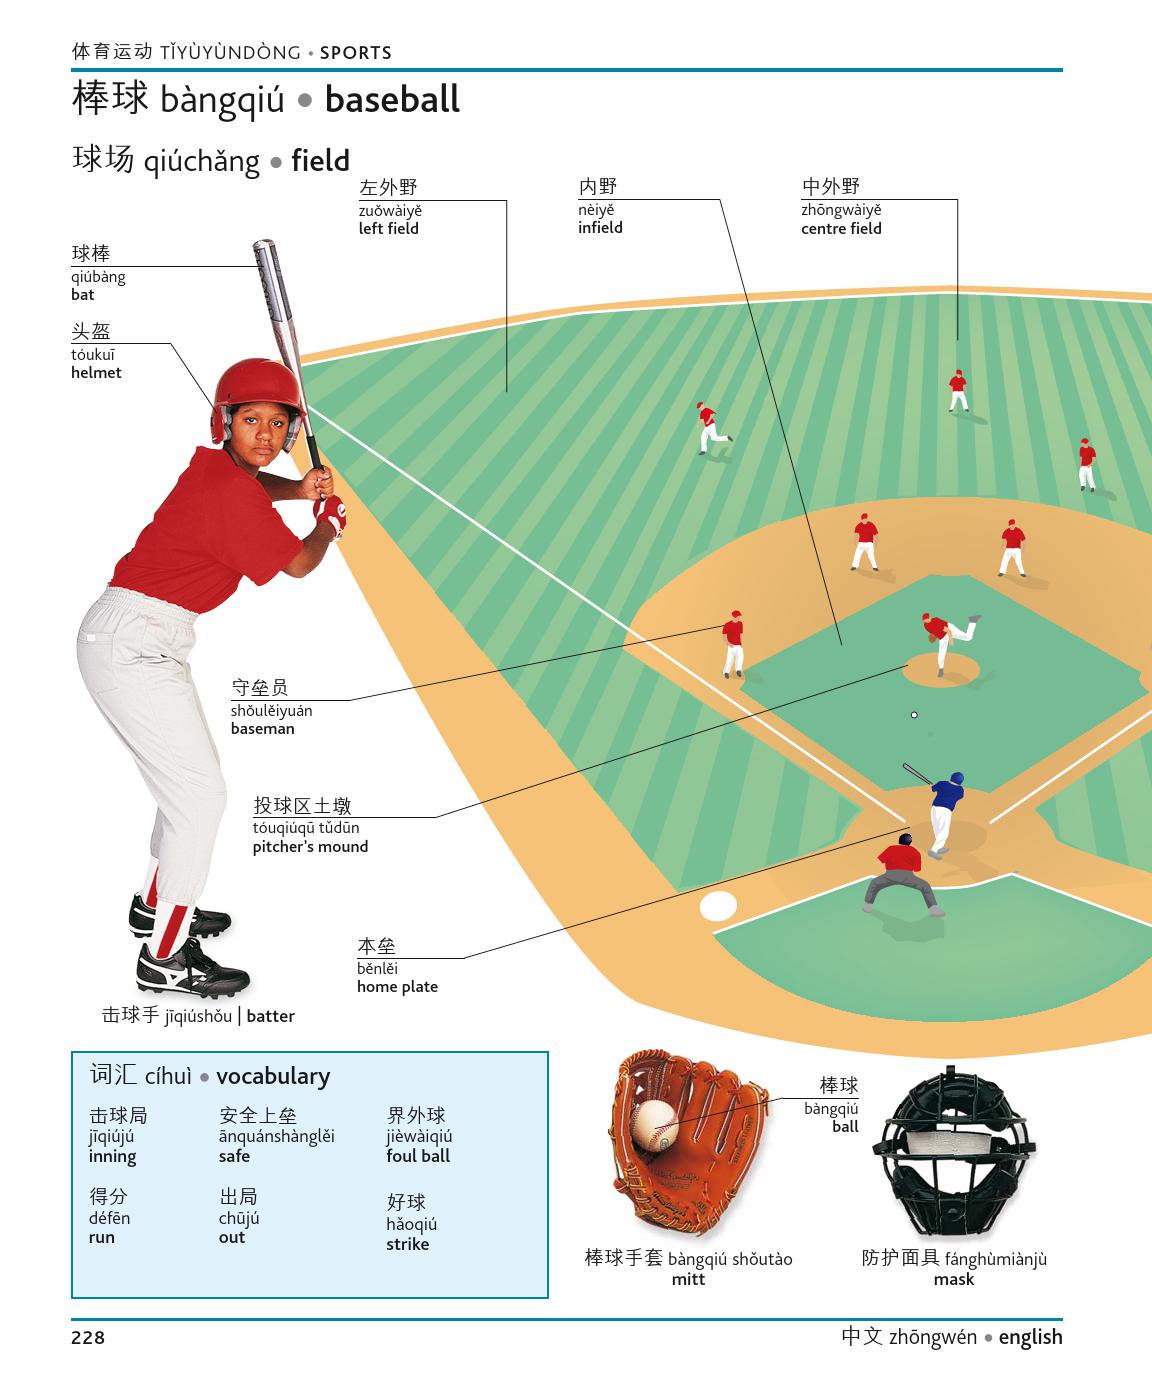 体育运动 TǏYÙYÙNDÒNG • SPORTS
棒球 bàngqiú • baseball
球场 qiúchǎng • field
左外野
zuǒwàiyě
left field
内野
nèiyě
infield
中外野
zhōngwàiyě
centre field
球棒
qiúbàng
bat
头盔
tóukuī
helmet
守垒员
shǒulěiyuán
baseman
投球区土墩
tóuqiúqū tǔdūn
pitcher's mound
本垒
běnlěi
home plate
击球手 jīqiúshǒu | batter
词汇 cíhuì • vocabulary
击球局
jīqiújú
inning
安全上垒
ānquánshànglěi
safe
界外球
jièwàiqiú
foul ball
得分
défēn
run
出局
chūjú
out
好球
hǎoqiú
strike
棒球
bàngqiú
ball
棒球手套 bàngqiú shǒutào
mitt
防护面具 fánghùmiànjù
mask
228
中文 zhōngwén • english